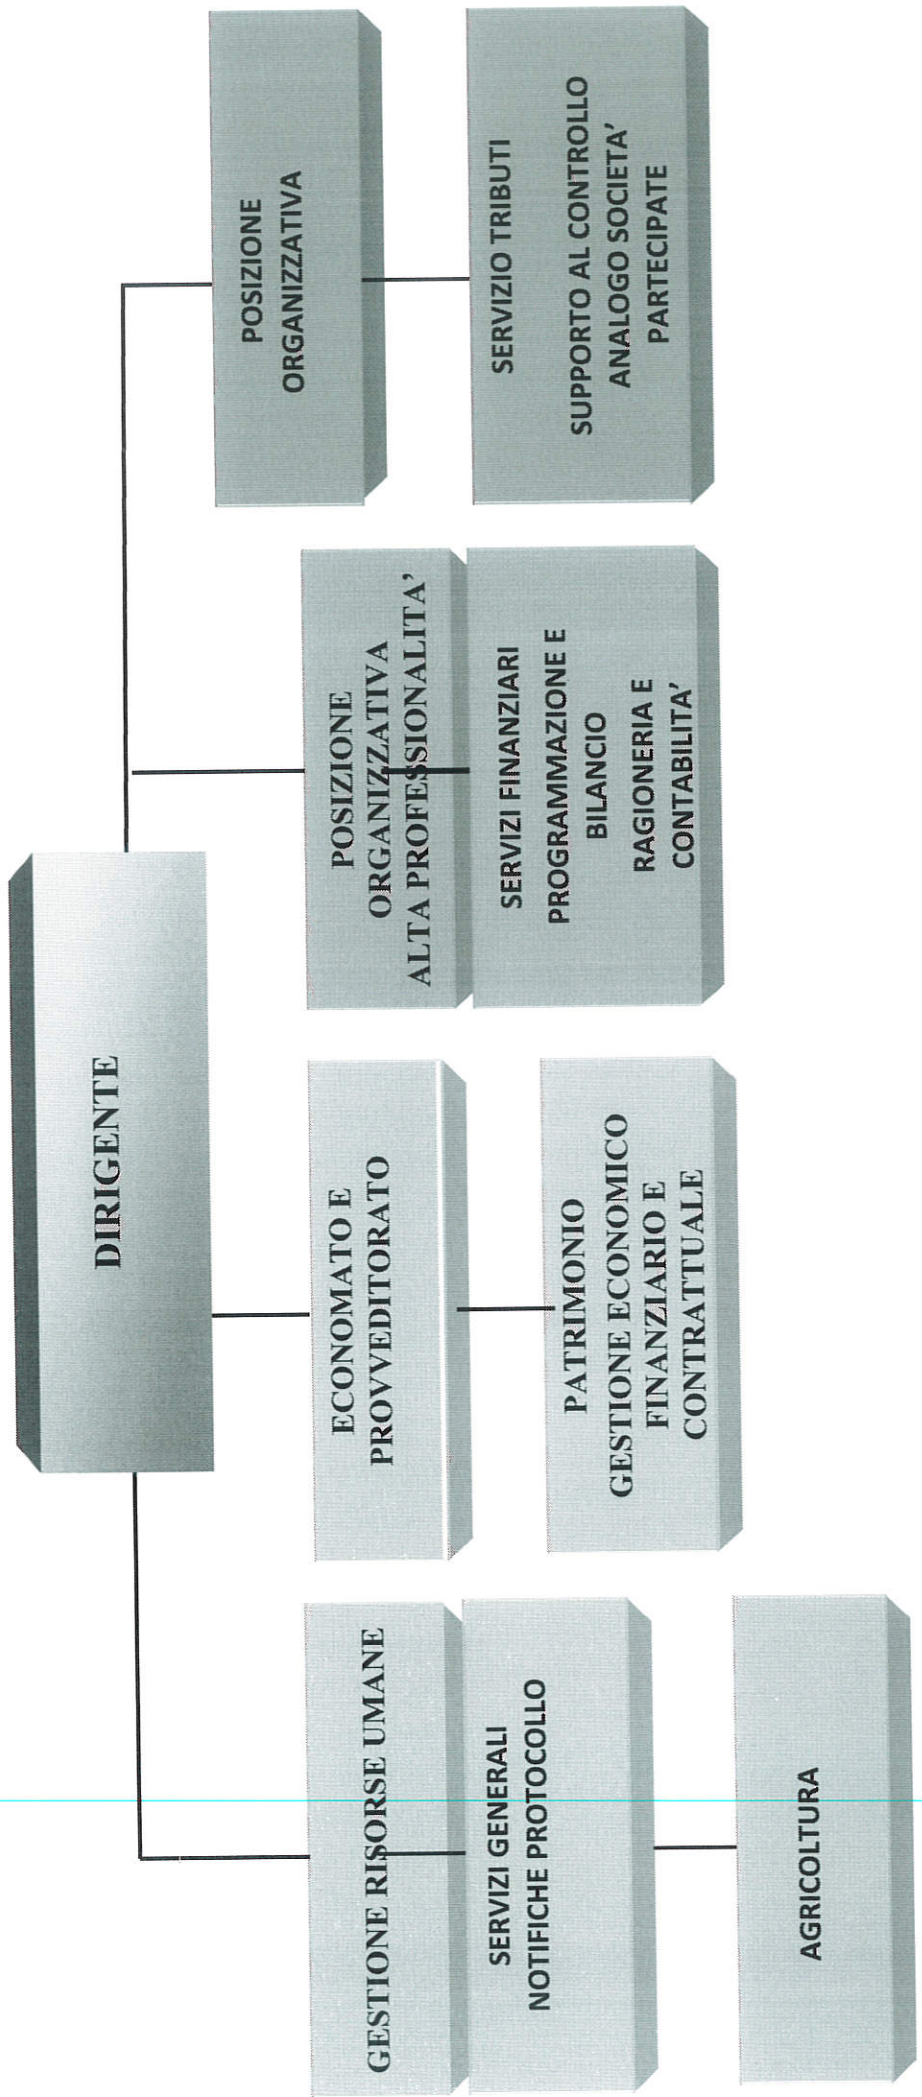 DIRIGENTE
GESTIONE RISORSE UMANE
SERVIZI GENERALI
NOTIFICHE PROTOCOLLO
AGRICOLTURA
ECONOMATO E
PROVVEDITORATO
PATRIMONIO
GESTIONE ECONOMICO
FINANZIARIO E
CONTRATTUALE
POSIZIONE
ORGANIZZATIVA
ALTA PROFESSIONALITA’
SERVIZI FINANZIARI
PROGRAMMAZIONE E
BILANCIO
RAGIONERIA E
CONTABILITA’
POSIZIONE
ORGANIZZATIVA
SERVIZIO TRIBUTI
SUPPORTO AL CONTROLLO
ANALOGO SOCIETA’
PARTECIPATE